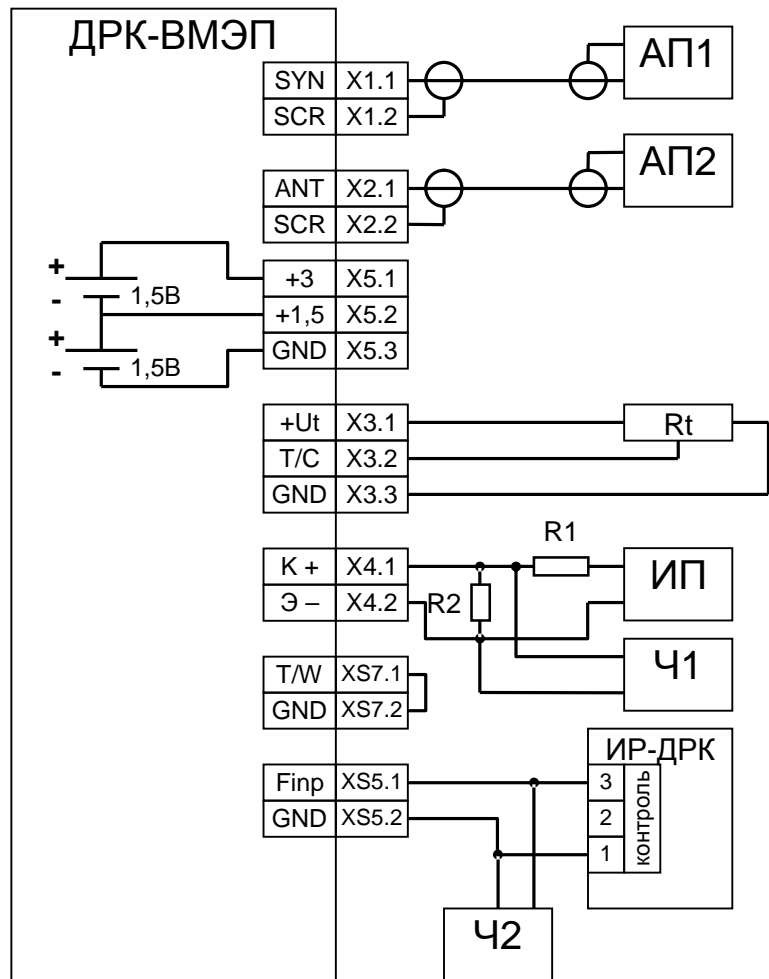 ДРК-ВМЭП
SYN X1.1
SCR X1.2
АП1
ANT X2.1
SCR X2.2
АП2
+
- 1,5В
+
- 1,5В
+3 X5.1
+1,5 X5.2
GND X5.3
+Ut X3.1
T/C X3.2
GND X3.3
Rt
R1
K + X4.1
Э – X4.2
R2
ИП
Ч1
T/W XS7.1
GND XS7.2
ИР-ДРК
Finp XS5.1
GND XS5.2
3
2
1
контроль
Ч2